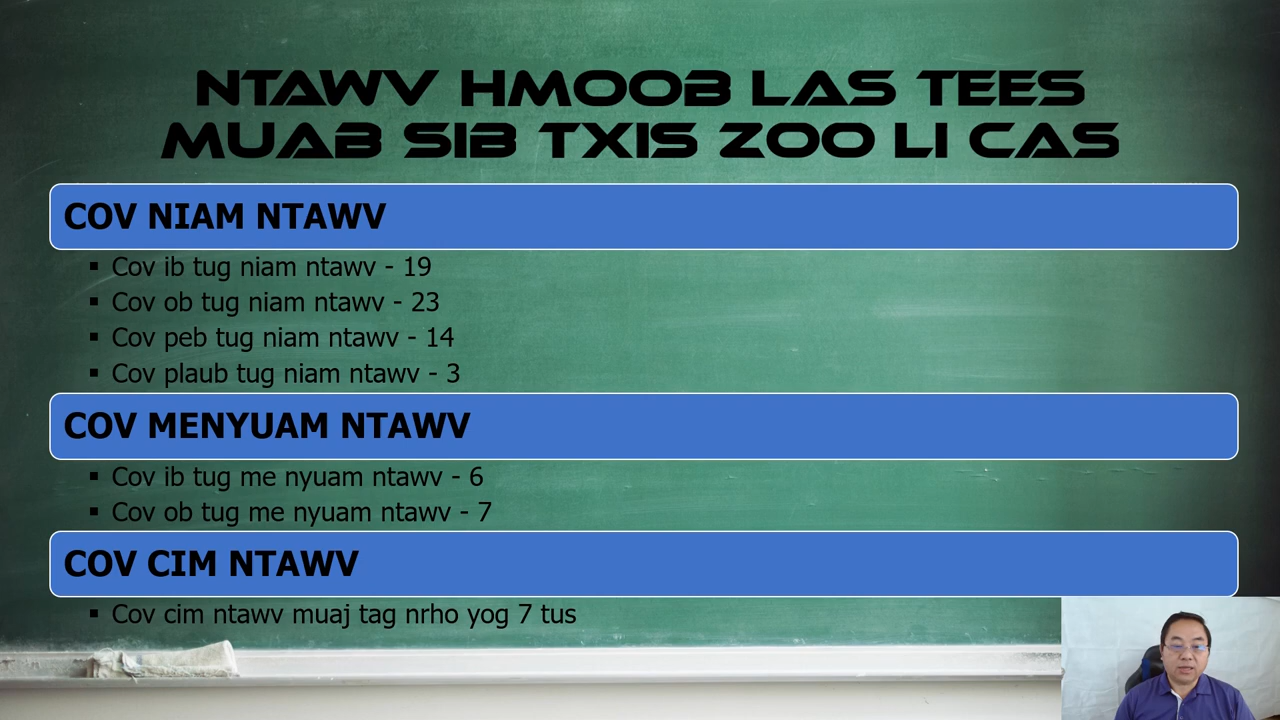 NTAWV HMOOB LAS TEES
MUAB SIB TXIS ZOO LI CAS
COV NIAM NTAWV
▪ Cov ib tug niam ntawv - 19
▪ Cov ob tug niam ntawv - 23
▪ Cov peb tug niam ntawv - 14
▪ Cov plaub tug niam ntawv - 3
COV MENYUAM NTAWV
▪ Cov ib tug me nyuam ntawv - 6
▪ Cov ob tug me nyuam ntawv - 7
COV CIM NTAWV
▪ Cov cim ntawv muaj tag nrho yog 7 tus